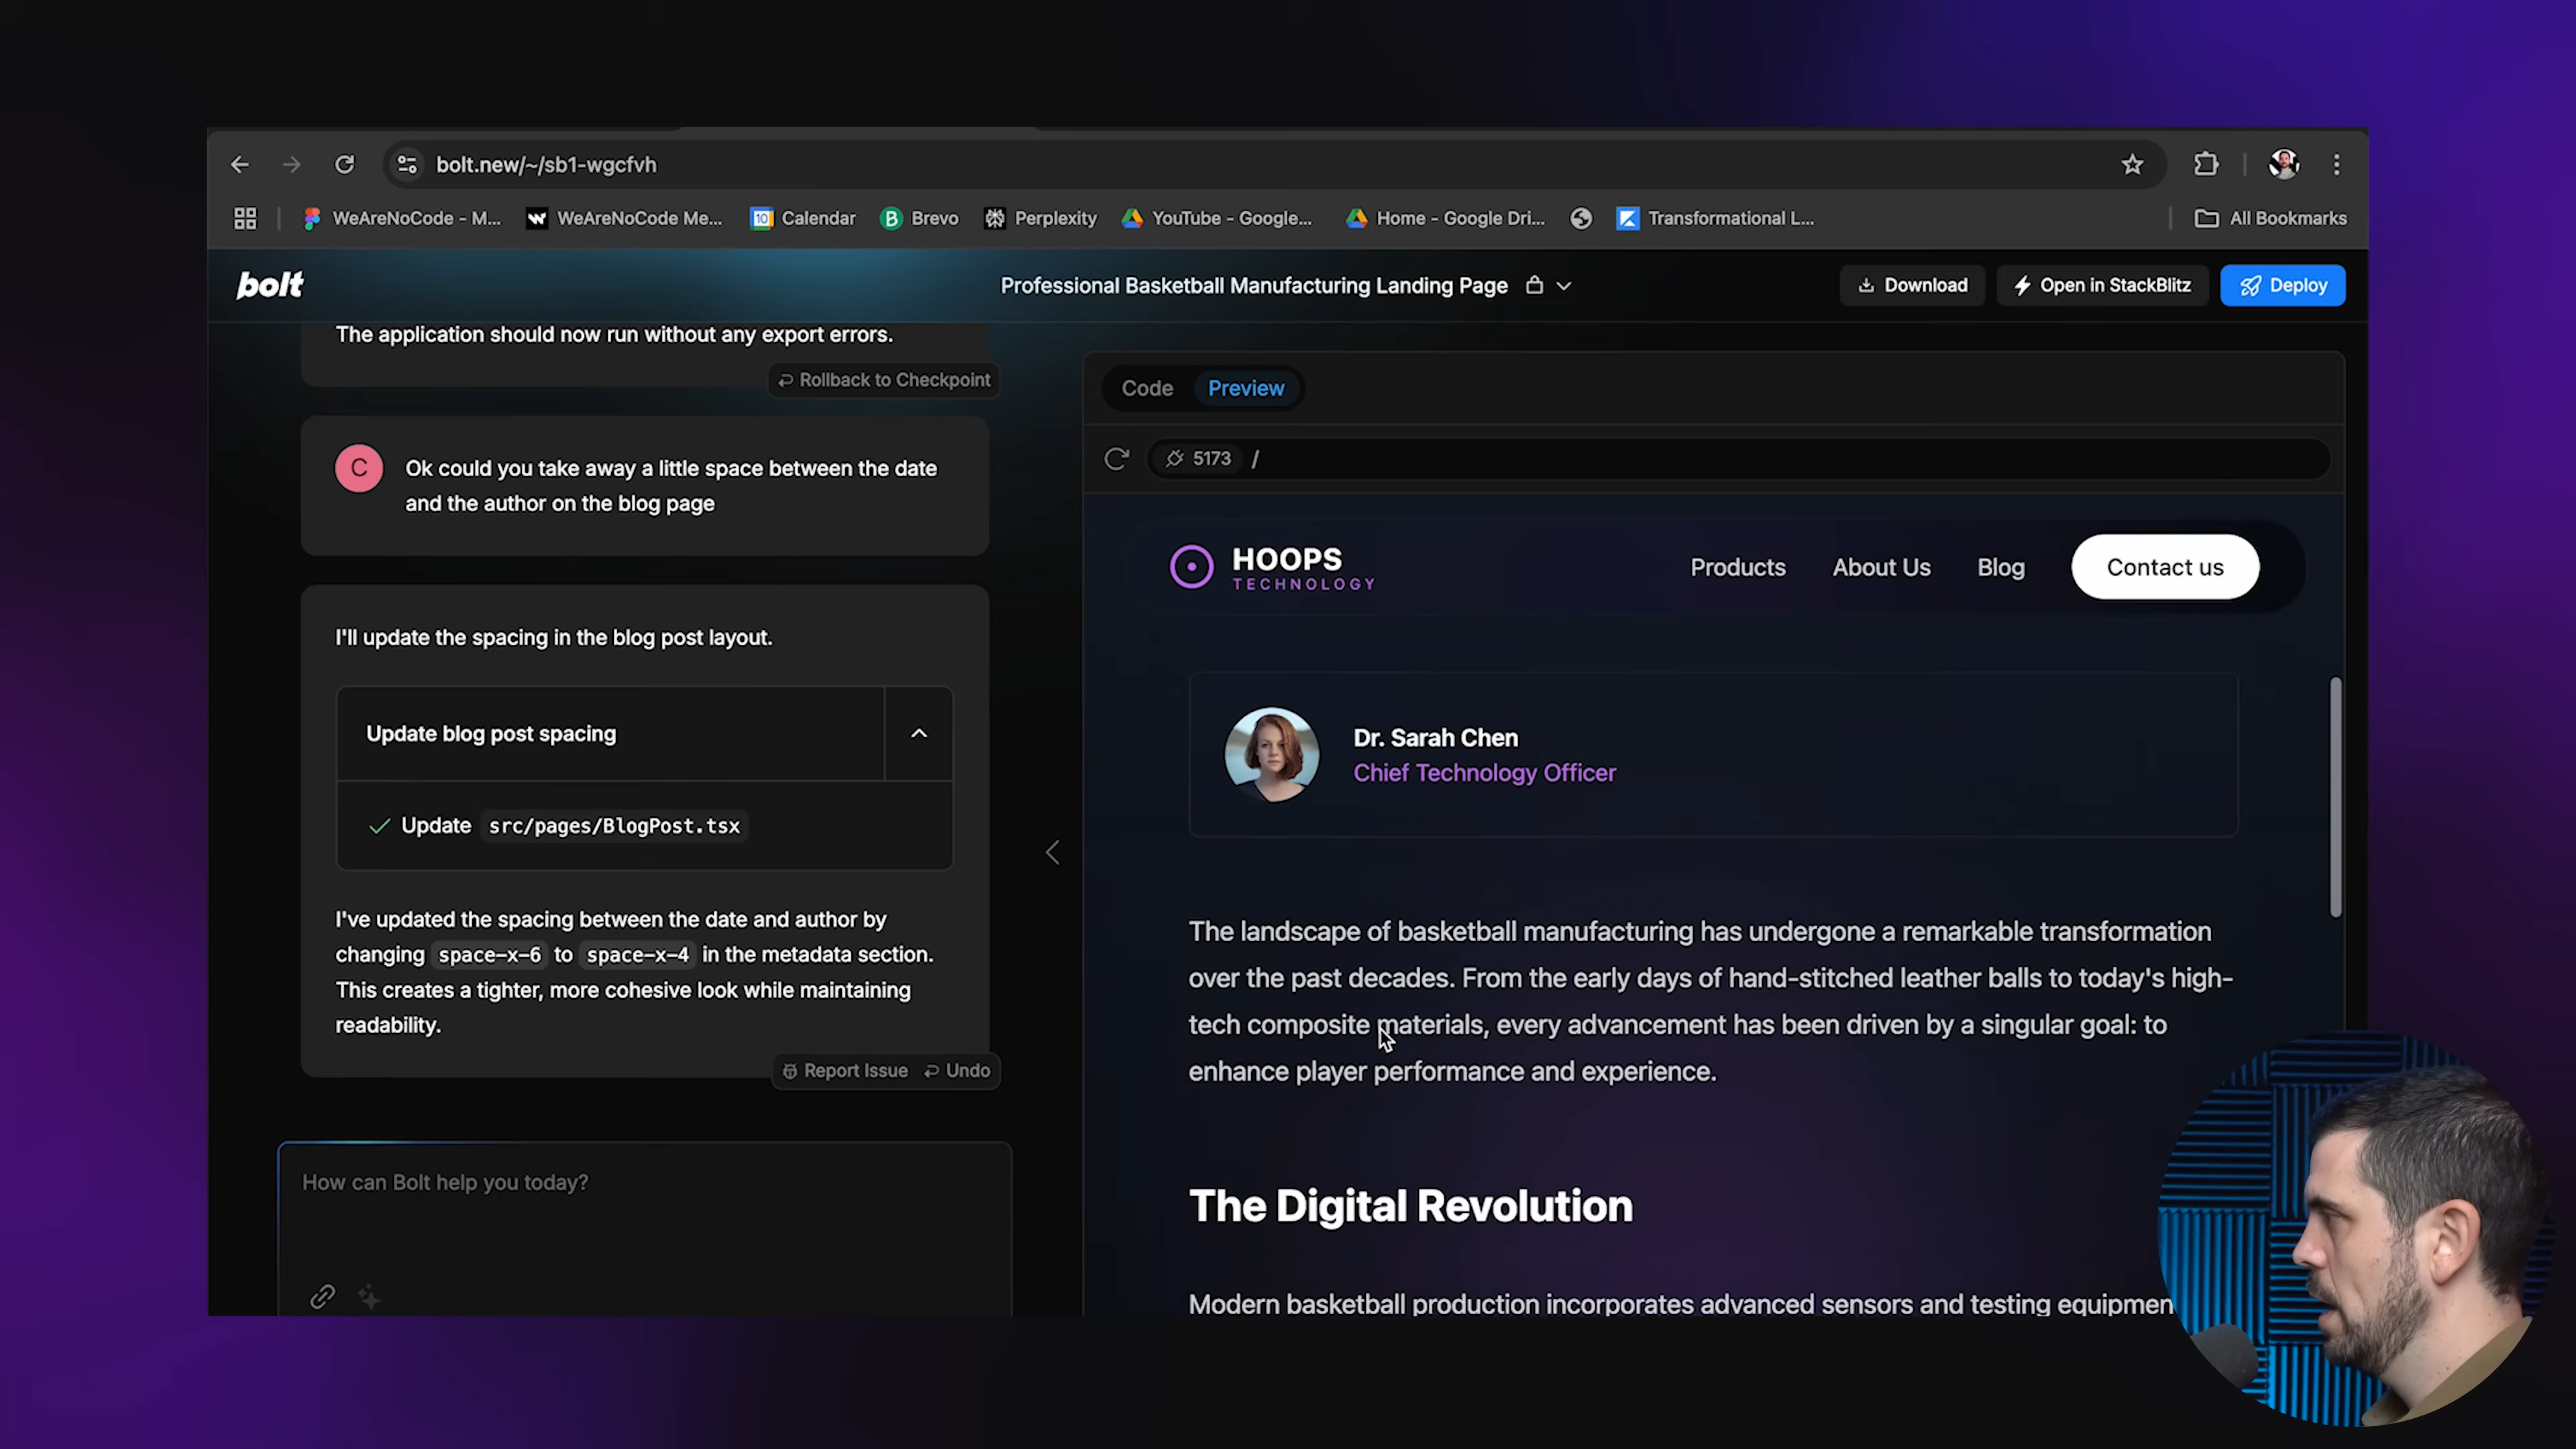 bolt.new/~/sb1-wgcfvh
WeAreNoCode - M...
WeAreNoCode Me...
10
Calendar
B
Brevo
Perplexity
YouTube - Google...
Home - Google Dri...
Transformational L...
All Bookmarks
bolt
Professional Basketball Manufacturing Landing Page
Download
Open in StackBlitz
Deploy
The application should now run without any export errors.
Rollback to Checkpoint
C
Ok could you take away a little space between the date
and the author on the blog page
I'll update the spacing in the blog post layout.
Update blog post spacing
Update src/pages/BlogPost.tsx
I've updated the spacing between the date and author by
changing space-x-6 to space-x-4 in the metadata section.
This creates a tighter, more cohesive look while maintaining
readability.
Report Issue
Undo
How can Bolt help you today?
Code
Preview
5173 /
HOOPS
TECHNOLOGY
Products
About Us
Blog
Contact us
Dr. Sarah Chen
Chief Technology Officer
The landscape of basketball manufacturing has undergone a remarkable transformation
over the past decades. From the early days of hand-stitched leather balls to today's high-
tech composite materials, every advancement has been driven by a singular goal: to
enhance player performance and experience.
The Digital Revolution
Modern basketball production incorporates advanced sensors and testing equipmen